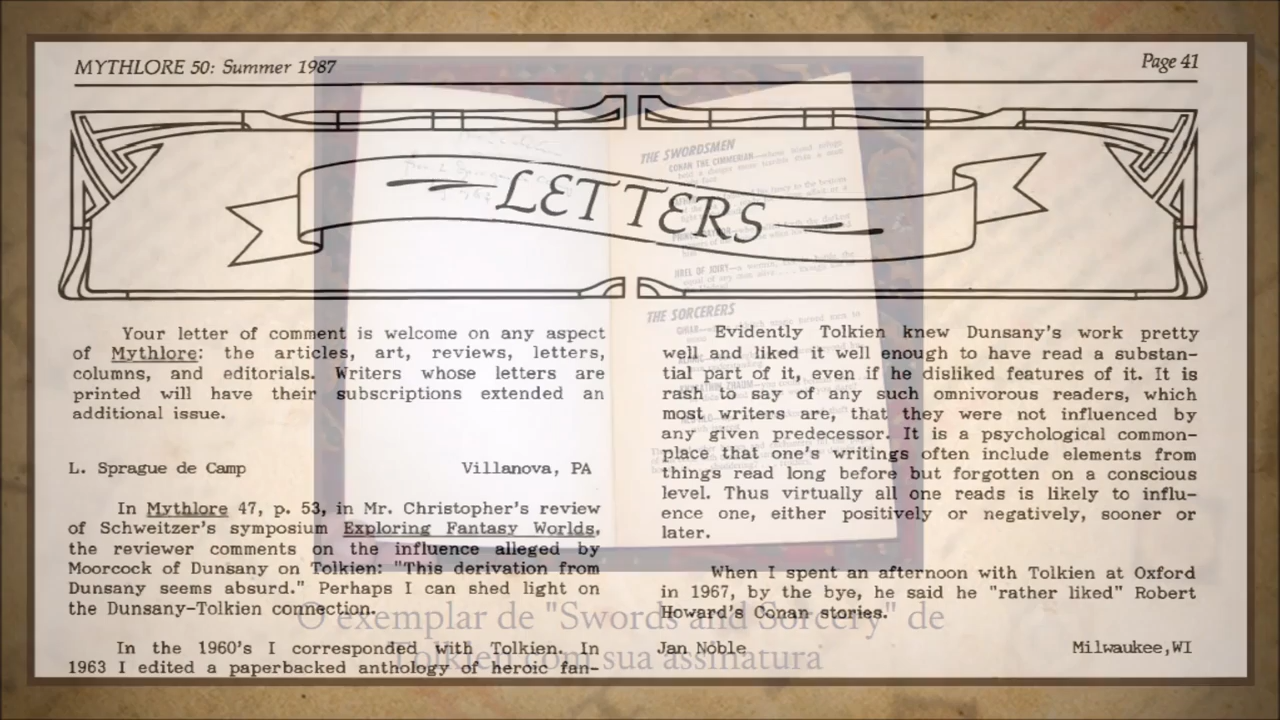 MYTHLORE 50: Summer 1987
Page 41
LETTERS
Your letter of comment is welcome on any aspect
of Mythlore: the articles, art, reviews, letters,
columns, and editorials. Writers whose letters are
printed will have their subscriptions extended an
additional issue.
L. Sprague de Camp Villanova, PA
In Mythlore 47, p. 53, in Mr. Christopher's review
of Schweitzer's symposium Exploring Fantasy Worlds,
the reviewer comments on the influence alleged by
Moorcock of Dunsany on Tolkien: "This derivation from
Dunsany seems absurd." Perhaps I can shed light on
the Dunsany-Tolkien connection.
In the 1960's I corresponded with Tolkien. In
1963 I edited a paperbacked anthology of heroic fan-
Evidently Tolkien knew Dunsany's work pretty
well and liked it well enough to have read a substan-
tial part of it, even if he disliked features of it. It is
rash to say of any such omnivorous readers, which
most writers are, that they were not influenced by
any given predecessor. It is a psychological common-
place that one's writings often include elements from
things read long before but forgotten on a conscious
level. Thus virtually all one reads is likely to influ-
ence one, either positively or negatively, sooner or
later.
When I spent an afternoon with Tolkien at Oxford
in 1967, by the bye, he said he "rather liked" Robert
Howard's Conan stories.
Jan Noble Milwaukee,WI
THE SWORDSMEN
CONAN THE CIMMERIAN
THE SORCERERS
O exemplar de "Swords and Sorcery" de
Tolkien com sua assinatura